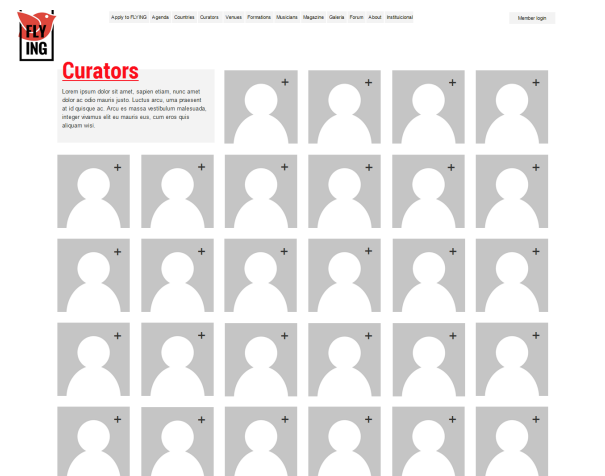 FLY
ING
Apply to FLYING Agenda Countries Curators Venues Formations Musicians Magazine Galeria Forum About Instituicional
Member login
Curators
Lorem ipsum dolor sit amet, sapien etiam, nunc amet
dolor ac odio mauris justo. Luctus arcu, urna praesent
at id quisque ac. Arcu es massa vestibulum malesuada,
integer vivamus elit eu mauris eus, cum eros quis
aliquam wisi.